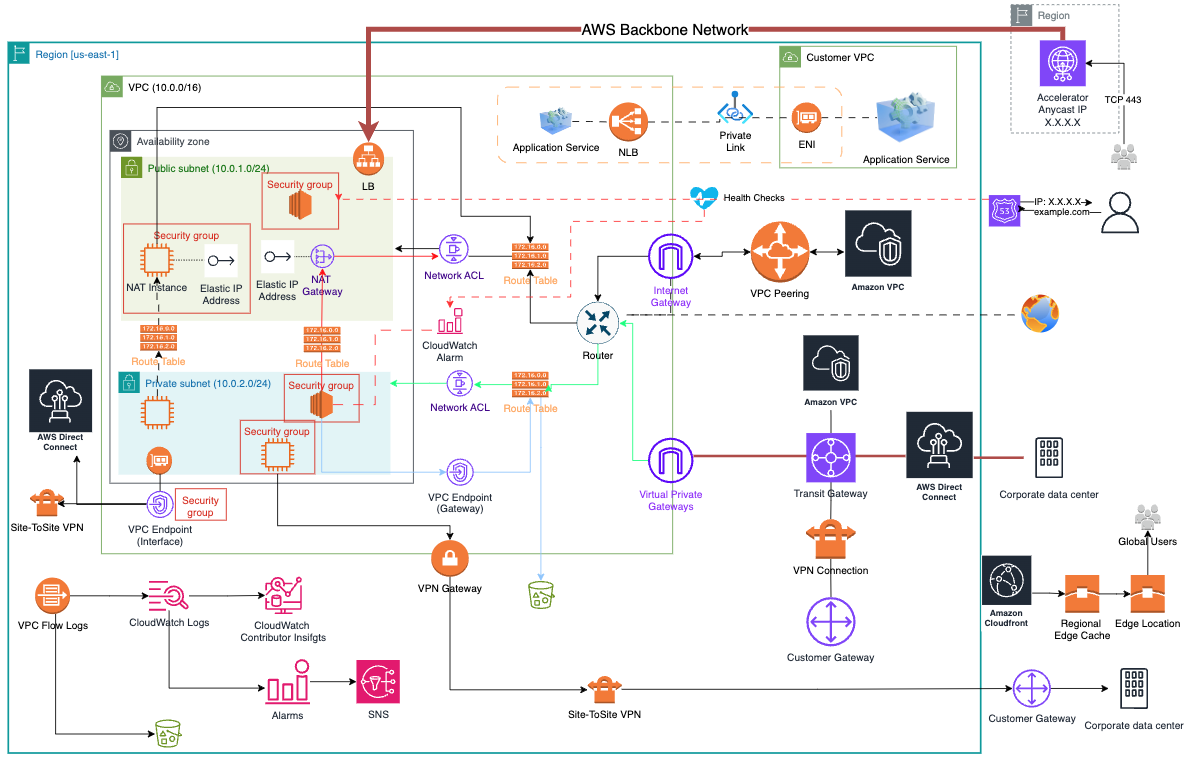 AWS Backbone Network
Region
Region [us-east-1]
Customer VPC
VPC (10.0.0/16)
Accelerator
Anycast IP
X.X.X.X
TCP 443
Availability zone
Application Service
NLB
Private
Link
ENI
Application Service
LB
Public subnet (10.0.1.0/24)
Security group
Health Checks
53
IP: X.X.X.X
example.com
Security group
NAT Instance
Elastic IP
Address
Elastic IP
Address
NAT
Gateway
Network ACL
172.16.0.0
172.16.1.0
172.16.2.0
Route Table
Internet
Gateway
VPC Peering
Amazon VPC
172.16.0.0
172.16.1.0
172.16.2.0
Route Table
172.16.0.0
172.16.1.0
172.16.2.0
Route Table
CloudWatch
Alarm
Router
Private subnet (10.0.2.0/24)
Security group
Network ACL
172.16.0.0
172.16.1.0
172.16.2.0
Route Table
Amazon VPC
AWS Direct
Connect
Security group
VPC Endpoint
(Gateway)
Virtual Private
Gateways
Transit Gateway
AWS Direct
Connect
Corporate data center
Site-ToSite VPN
Security
group
VPC Endpoint
(Interface)
VPN Gateway
VPN Connection
Global Users
Amazon
Cloudfront
Regional
Edge Cache
Edge Location
VPC Flow Logs
CloudWatch Logs
CloudWatch
Contributor Insifgts
Customer Gateway
Alarms
SNS
Site-ToSite VPN
Customer Gateway
Corporate data center